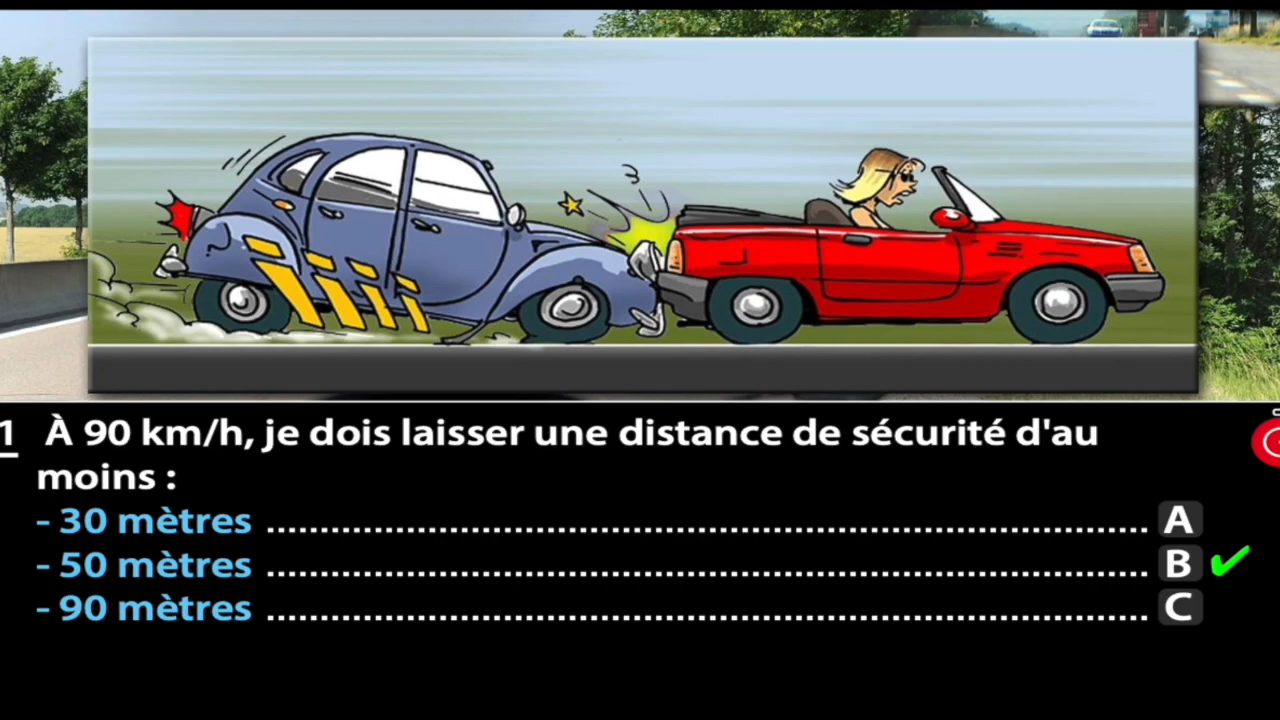 1 À 90 km/h, je dois laisser une distance de sécurité d'au
moins :
- 30 mètres ........................................................................................ A
- 50 mètres ........................................................................................ B
- 90 mètres ........................................................................................ C